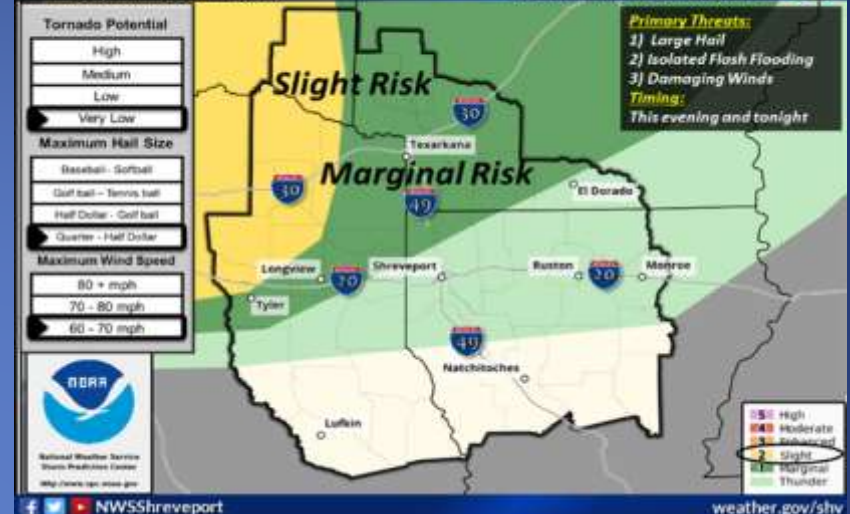 Tornado Potential
High
Medium
Low
Very Low
Maximum Hail Size
Baseball - Softball
Golf ball - Tennis ball
Half Dollar - Golf ball
Quarter - Half Dollar
Maximum Wind Speed
80 + mph
70 - 80 mph
60 - 70 mph
NOAA
National Weather Service
Storm Prediction Center
Primary Threats:
1) Large Hail
2) Isolated Flash Flooding
3) Damaging Winds
Timing:
This evening and tonight
Slight Risk
30
Texarkana
Marginal Risk
30
49
El Dorado
Longview
20
Shreveport
Ruston
20
Monroe
Tyler
49
Natchitoches
Lufkin
5 High
4 Moderate
3 Enhanced
2 Slight
1 Marginal
Thunder
NWSShreveport
weather.gov/shv